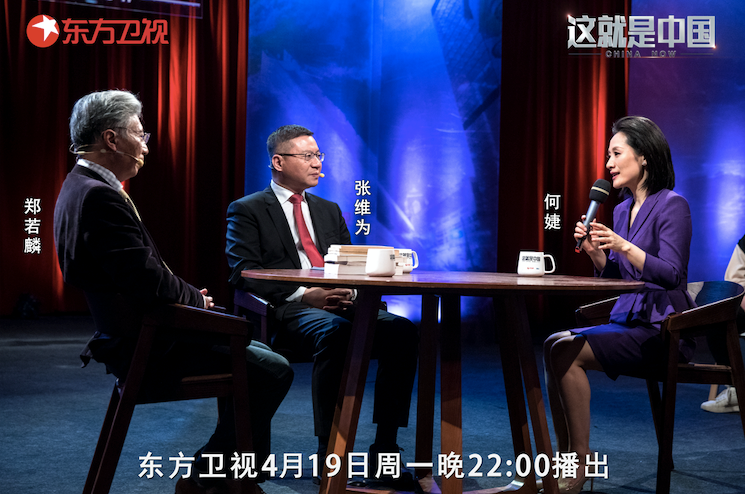 东方卫视
这就是中国
CHINA NOW
郑若麟
张维为
何婕
东方卫视4月19日周一晚22:00播出